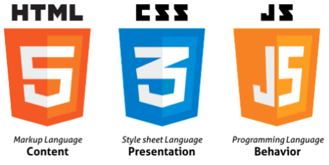 HTML CSS JS
5 3 JS
Markup Language Style sheet Language Programming Language
Content Presentation Behavior